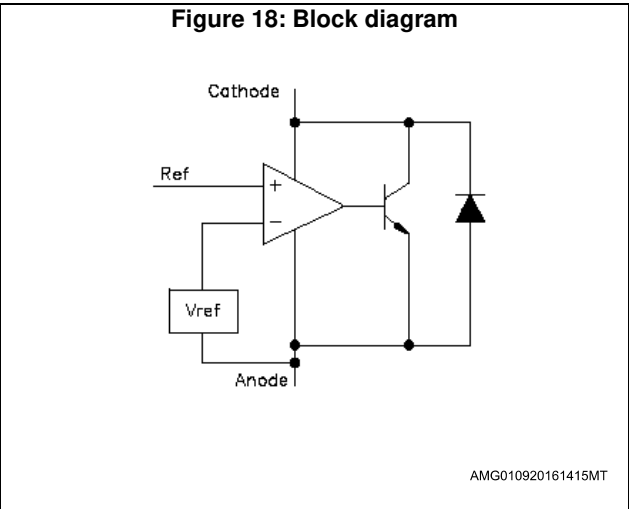 Figure 18: Block diagram
Cathode
Ref
+
−
Vref
Anode
AMG010920161415MT